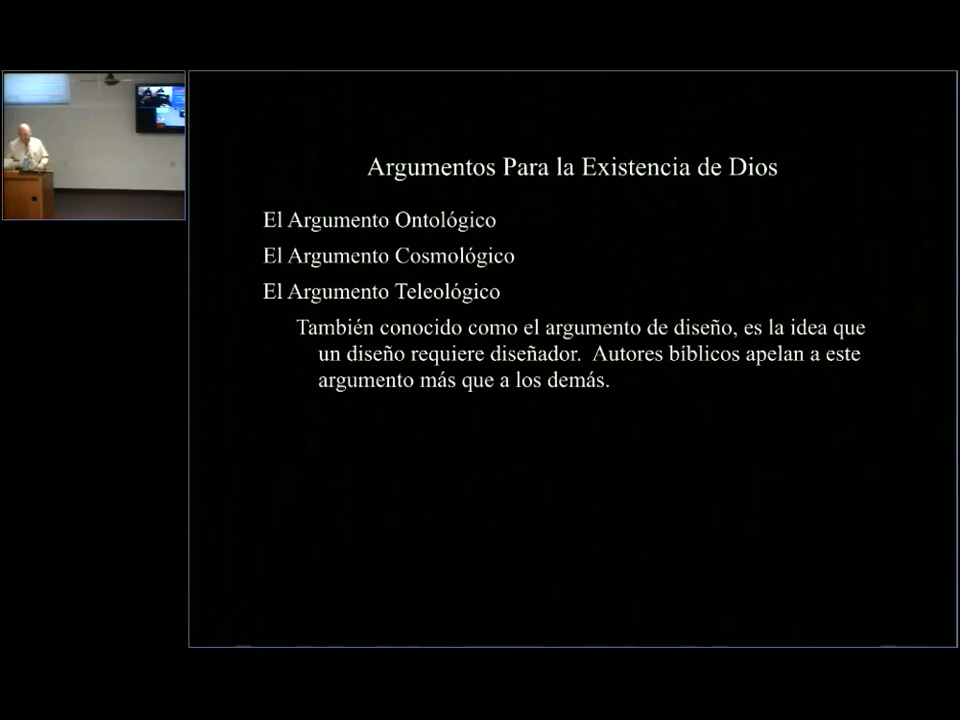 Argumentos Para la Existencia de Dios
El Argumento Ontológico
El Argumento Cosmológico
El Argumento Teleológico
También conocido como el argumento de diseño, es la idea que
un diseño requiere diseñador.  Autores bíblicos apelan a este
argumento más que a los demás.